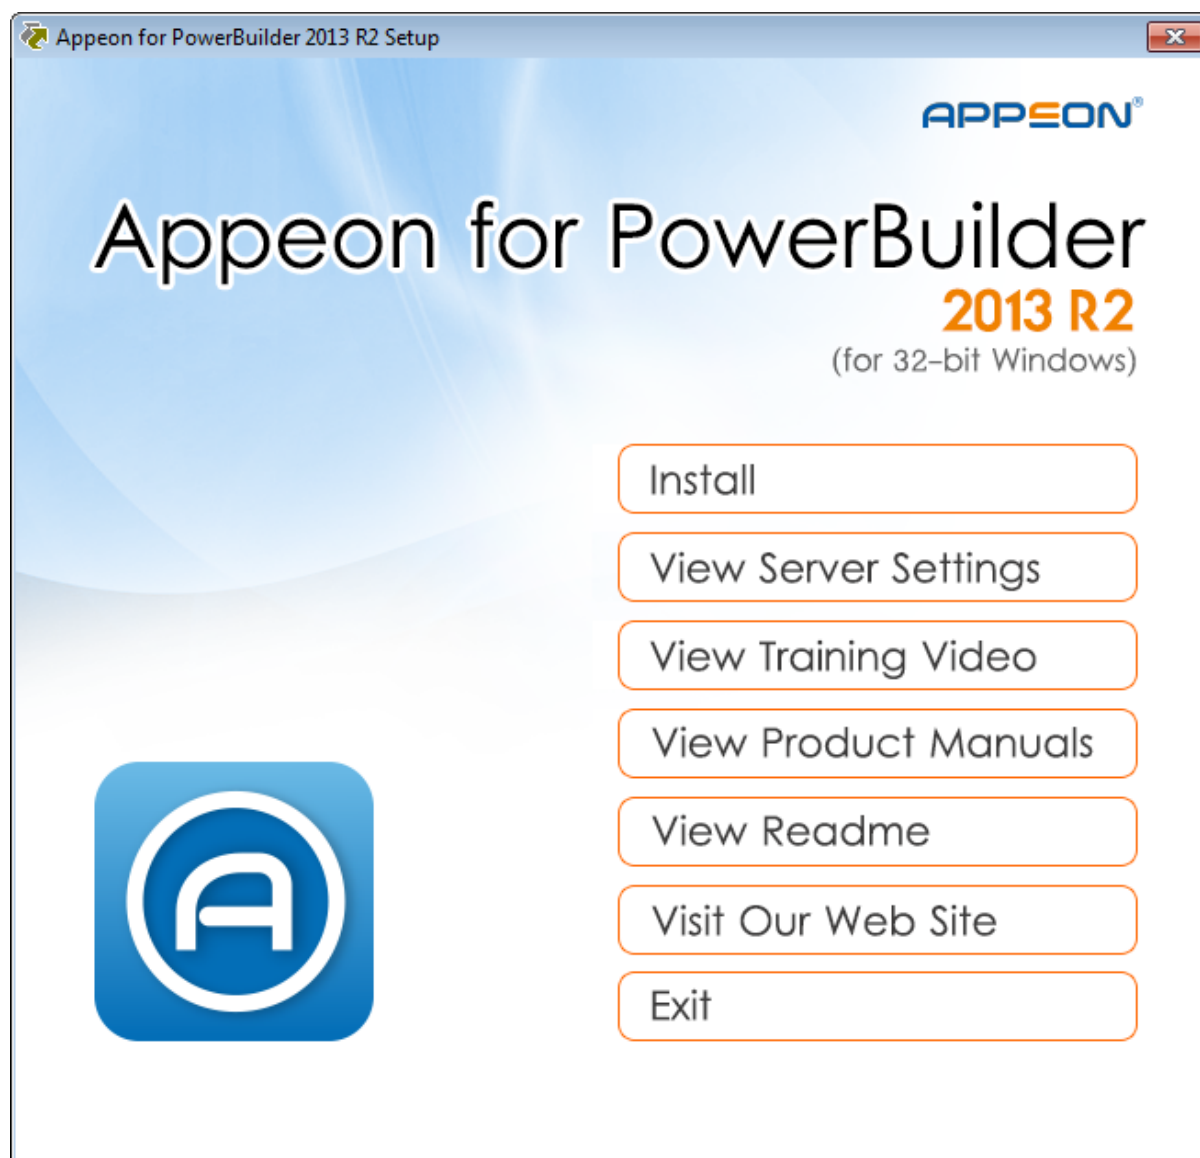 Appeon for PowerBuilder 2013 R2 Setup
APPEON®
Appeon for PowerBuilder
2013 R2
(for 32-bit Windows)
Install
View Server Settings
View Training Video
View Product Manuals
View Readme
Visit Our Web Site
Exit